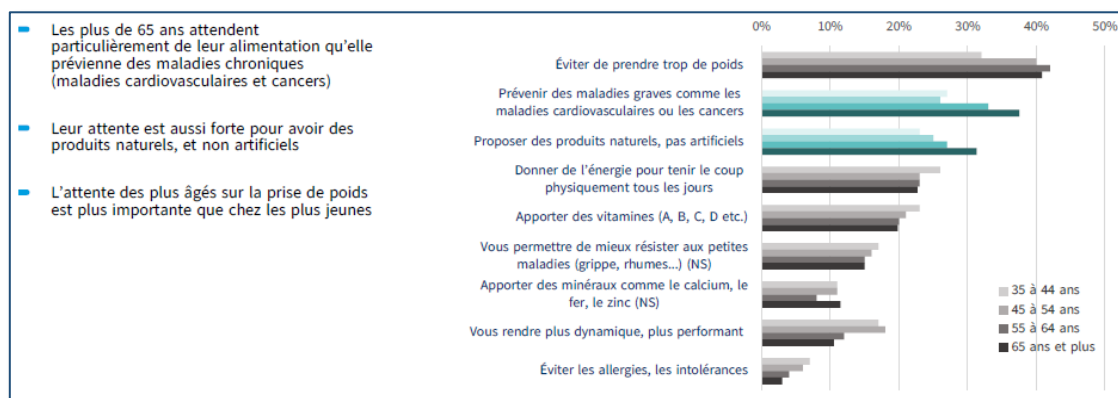 Les plus de 65 ans attendent
particulièrement de leur alimentation qu'elle
prévienne des maladies chroniques
(maladies cardiovasculaires et cancers)
Leur attente est aussi forte pour avoir des
produits naturels, et non artificiels
L'attente des plus âgés sur la prise de poids
est plus importante que chez les plus jeunes
0% 10% 20% 30% 40% 50%
Éviter de prendre trop de poids
Prévenir des maladies graves comme les
maladies cardiovasculaires ou les cancers
Proposer des produits naturels, pas artificiels
Donner de l'énergie pour tenir le coup
physiquement tous les jours
Apporter des vitamines (A, B, C, D etc.)
Vous permettre de mieux résister aux petites
maladies (grippe, rhumes...) (NS)
Apporter des minéraux comme le calcium, le
fer, le zinc (NS)
Vous rendre plus dynamique, plus performant
Éviter les allergies, les intolérances
35 à 44 ans
45 à 54 ans
55 à 64 ans
65 ans et plus